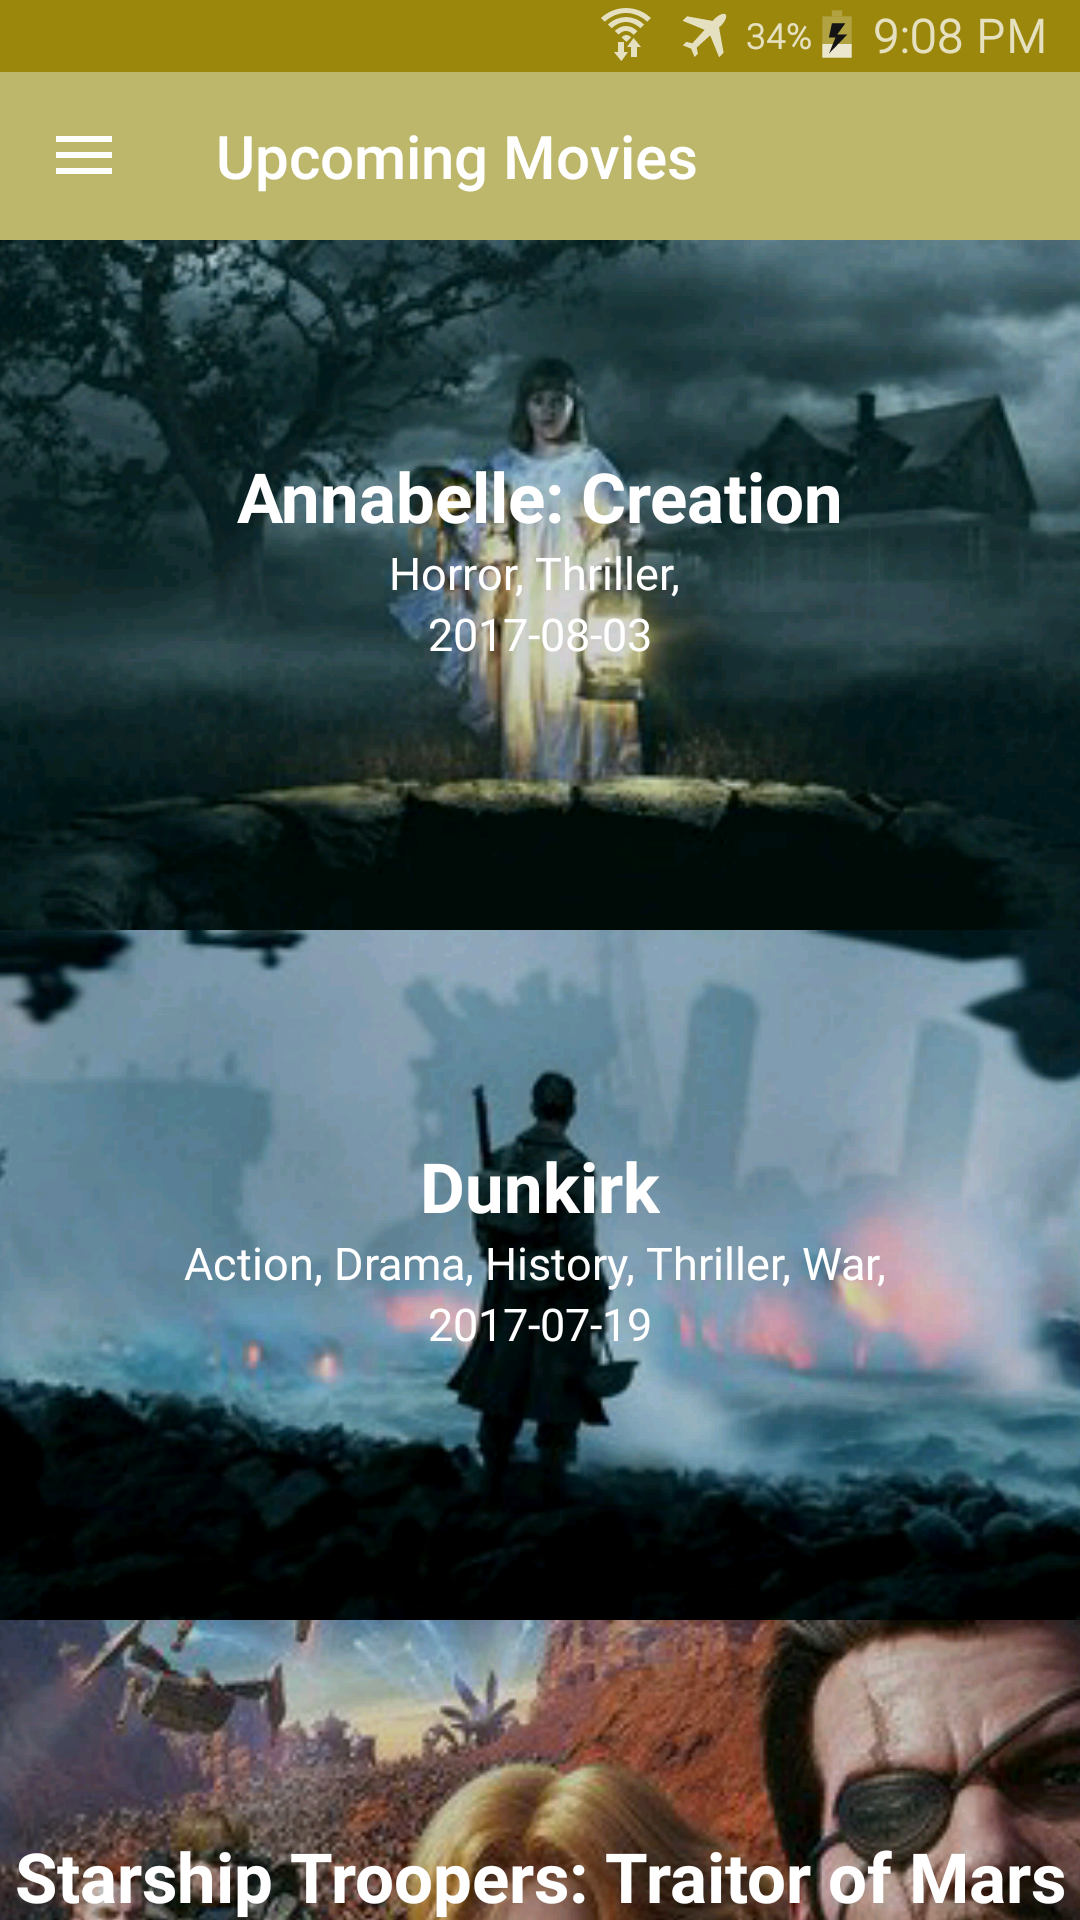 34% 9:08 PM
Upcoming Movies
Annabelle: Creation
Horror, Thriller,
2017-08-03
Dunkirk
Action, Drama, History, Thriller, War,
2017-07-19
Starship Troopers: Traitor of Mars